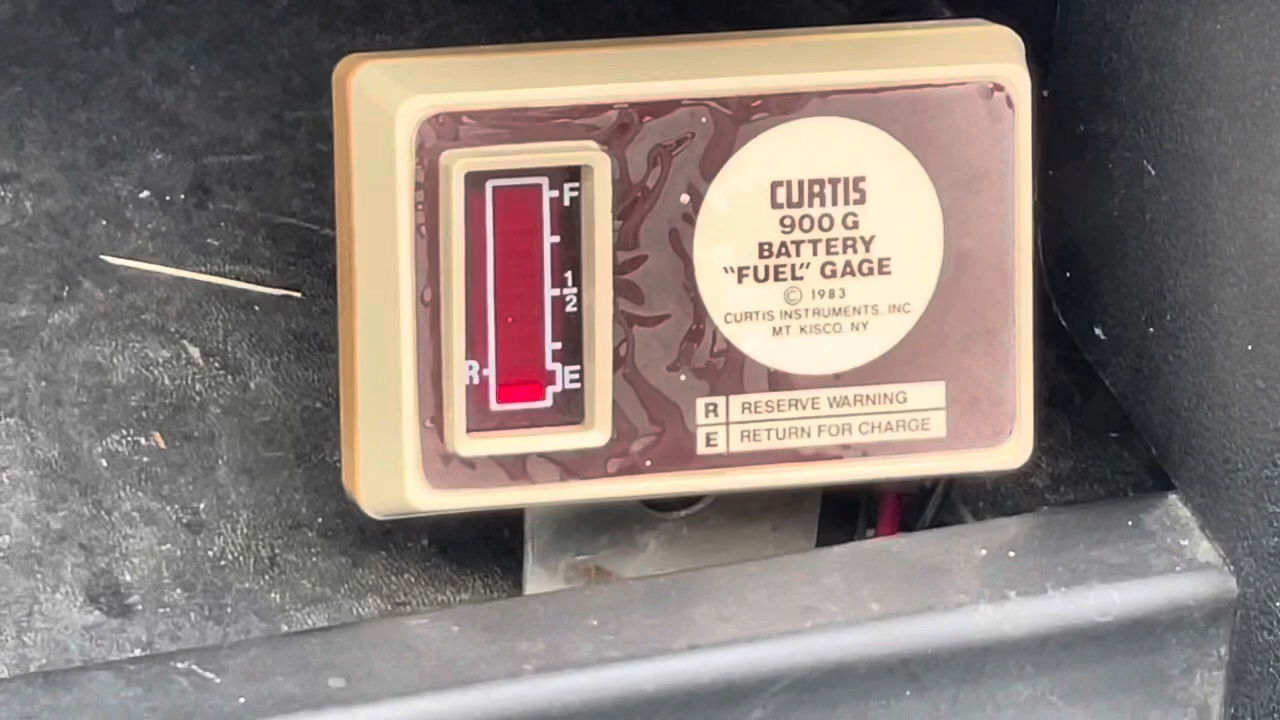 F
1/2
R
E
CURTIS
900 G
BATTERY
"FUEL" GAGE
© 1983
CURTIS INSTRUMENTS, INC.
MT. KISCO, NY
R RESERVE WARNING
E RETURN FOR CHARGE